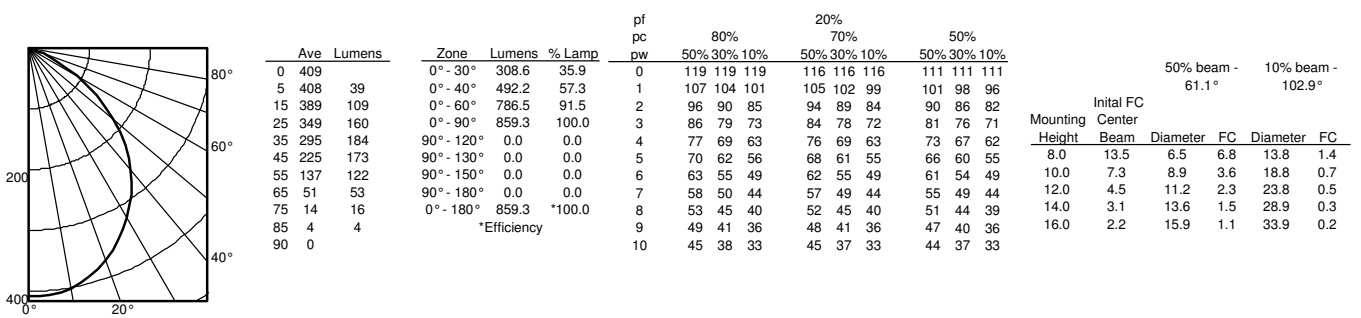 80°
60°
40°
200
400
0° 20°
Ave Lumens
0 409
5 408 39
15 389 109
25 349 160
35 295 184
45 225 173
55 137 122
65 51 53
75 14 16
85 4 4
90 0
Zone Lumens % Lamp
0° - 30° 308.6 35.9
0° - 40° 492.2 57.3
0° - 60° 786.5 91.5
0° - 90° 859.3 100.0
90° - 120° 0.0 0.0
90° - 130° 0.0 0.0
90° - 150° 0.0 0.0
90° - 180° 0.0 0.0
0° - 180° 859.3 *100.0
*Efficiency
pf 20%
pc 80% 70% 50%
pw 50% 30% 10% 50% 30% 10% 50% 30% 10%
0 119 119 119 116 116 116 111 111 111
1 107 104 101 105 102 99 101 98 96
2 96 90 85 94 89 84 90 86 82
3 86 79 73 84 78 72 81 76 71
4 77 69 63 76 69 63 73 67 62
5 70 62 56 68 61 55 66 60 55
6 63 55 49 62 55 49 61 54 49
7 58 50 44 57 49 44 55 49 44
8 53 45 40 52 45 40 51 44 39
9 49 41 36 48 41 36 47 40 36
10 45 38 33 45 37 33 44 37 33
50% beam - 10% beam -
61.1° 102.9°
Inital FC
Mounting Center
Height Beam Diameter FC Diameter FC
8.0 13.5 6.5 6.8 13.8 1.4
10.0 7.3 8.9 3.6 18.8 0.7
12.0 4.5 11.2 2.3 23.8 0.5
14.0 3.1 13.6 1.5 28.9 0.3
16.0 2.2 15.9 1.1 33.9 0.2